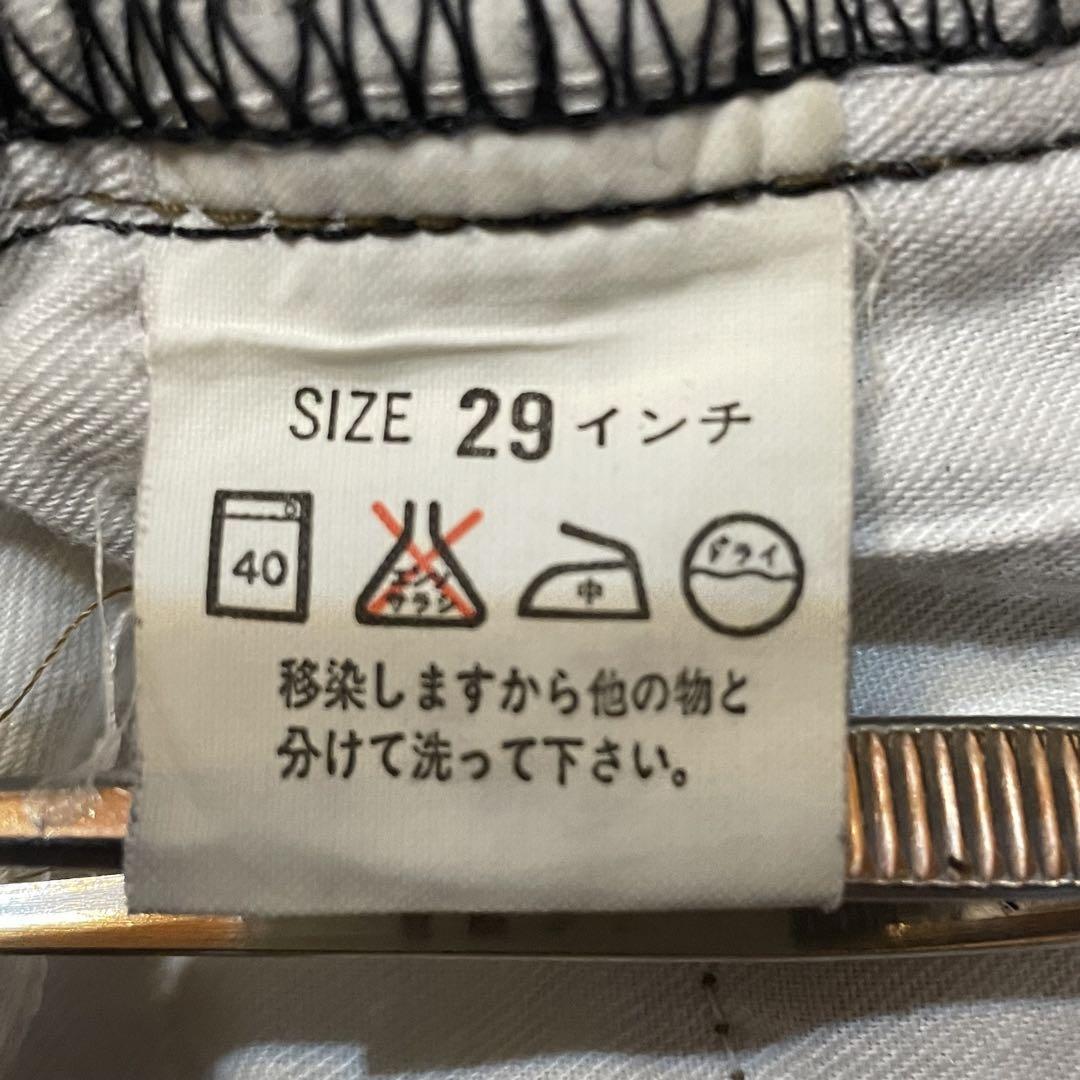 SIZE 29インチ
40
エンソ
サラシ
中
ドライ
移染しますから他の物と
分けて洗って下さい。